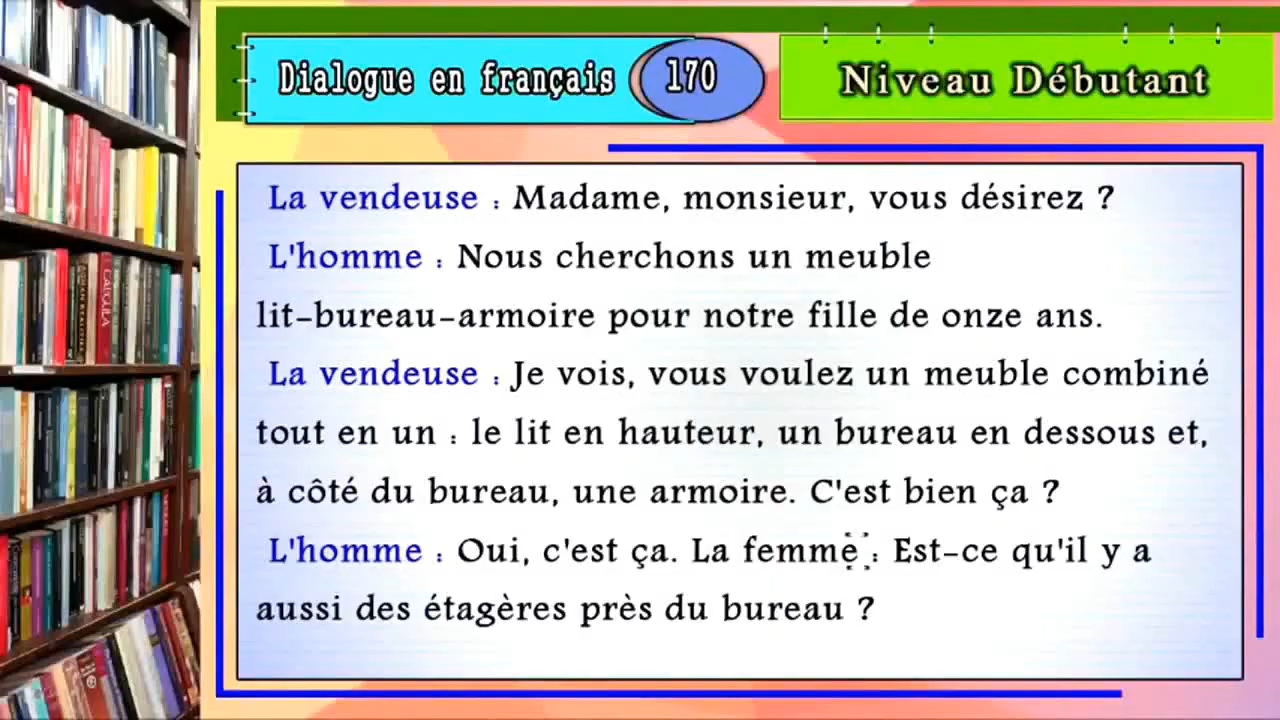 Dialogue en français 170
Niveau Débutant
La vendeuse : Madame, monsieur, vous désirez ?
L'homme : Nous cherchons un meuble
lit-bureau-armoire pour notre fille de onze ans.
La vendeuse : Je vois, vous voulez un meuble combiné
tout en un : le lit en hauteur, un bureau en dessous et,
à côté du bureau, une armoire. C'est bien ça ?
L'homme : Oui, c'est ça. La femme : Est-ce qu'il y a
aussi des étagères près du bureau ?
CALIGULA